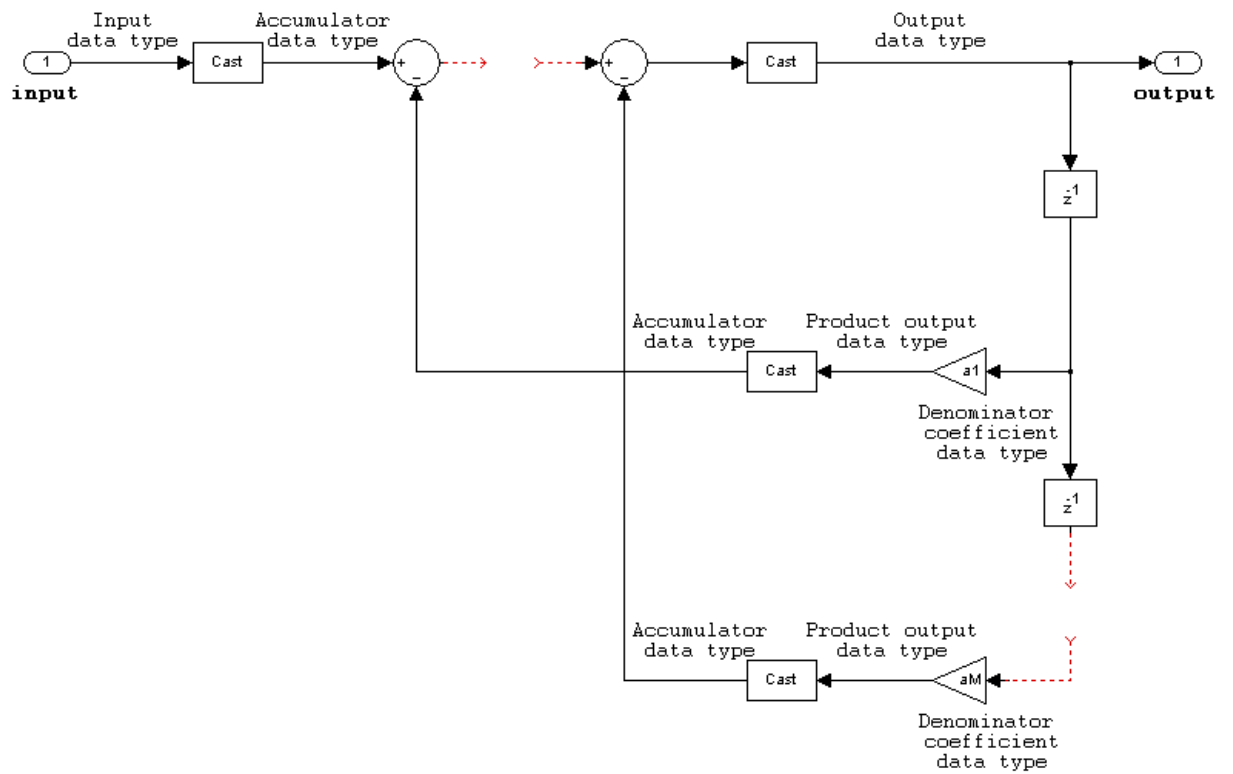 Input
data type
Accumulator
data type
Output
data type
1
Cast
+
−
+
−
Cast
1
input
output
z-1
Accumulator
data type
Product output
data type
Cast
a1
Denominator
coefficient
data type
z-1
Accumulator
data type
Product output
data type
Cast
aM
Denominator
coefficient
data type